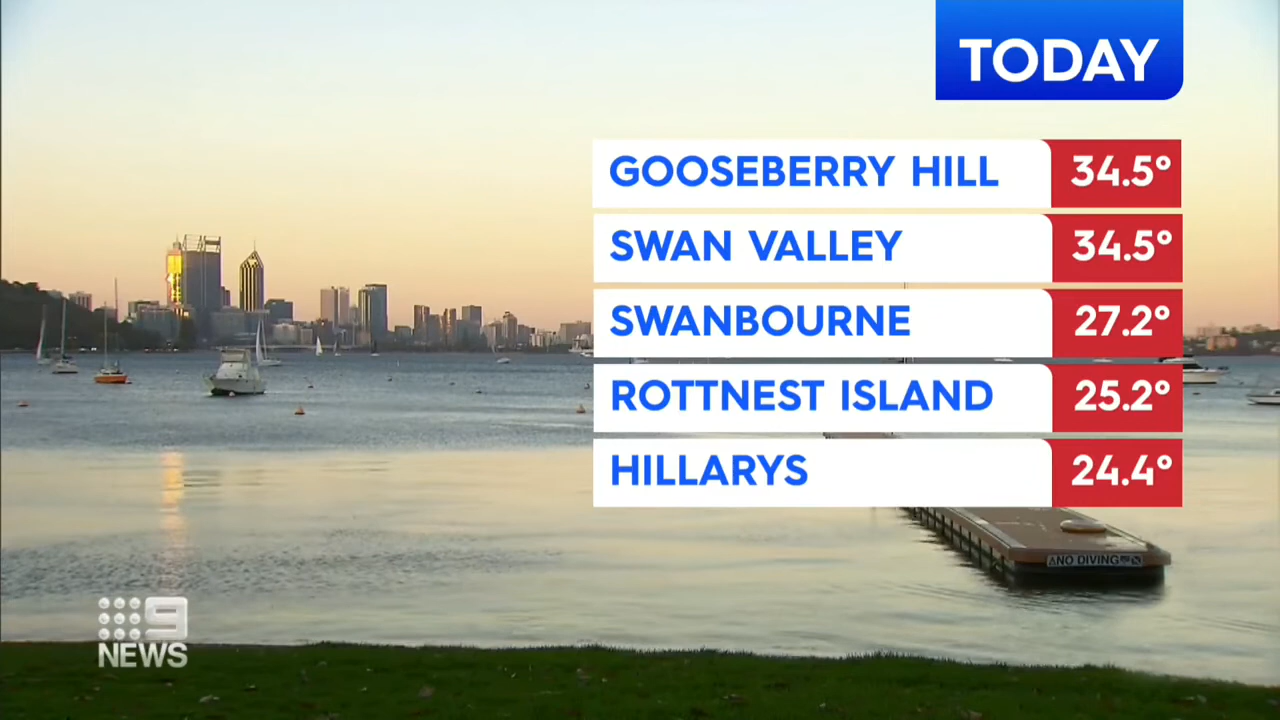 TODAY
GOOSEBERRY HILL 34.5°
SWAN VALLEY 34.5°
SWANBOURNE 27.2°
ROTTNEST ISLAND 25.2°
HILLARYS 24.4°
NO DIVING
9
NEWS